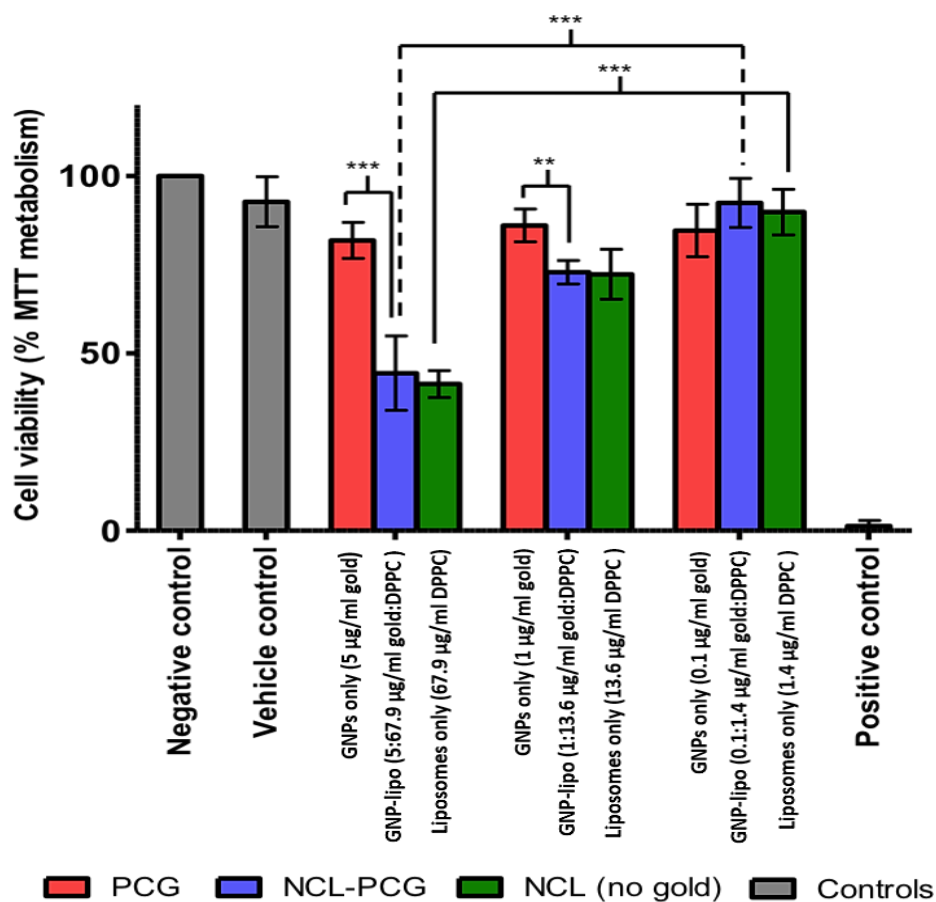 ***
***
***
**
Cell viability (% MTT metabolism)
100
50
0
Negative control
Vehicle control
GNPs only (5 µg/ml gold)
GNP-lipo (5:67.9 µg/ml gold:DPPC )
Liposomes only (67.9 µg/ml DPPC)
GNPs only (1 µg/ml gold)
GNP-lipo (1:13.6 µg/ml gold:DPPC)
Liposomes only (13.6 µg/ml DPPC )
GNPs only (0.1 µg/ml gold)
GNP-lipo (0.1:1.4 µg/ml gold:DPPC)
Liposomes only (1.4 µg/ml DPPC )
Positive control
PCG NCL-PCG NCL (no gold) Controls